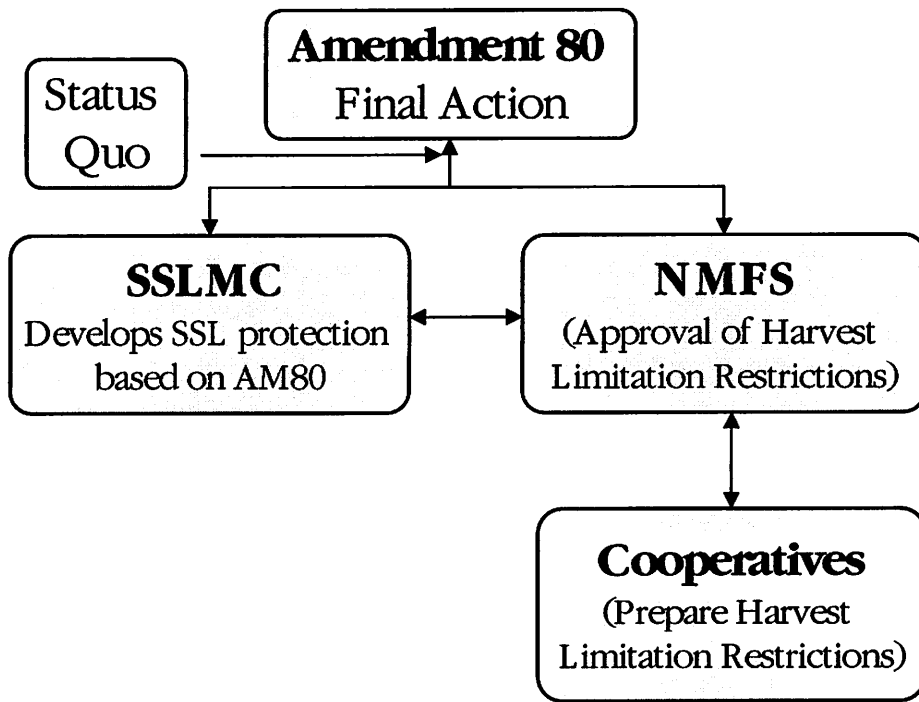 Amendment 80
Final Action
Status
Quo
SSLMC
Develops SSL protection
based on AM80
NMFS
(Approval of Harvest
Limitation Restrictions)
Cooperatives
(Prepare Harvest
Limitation Restrictions)